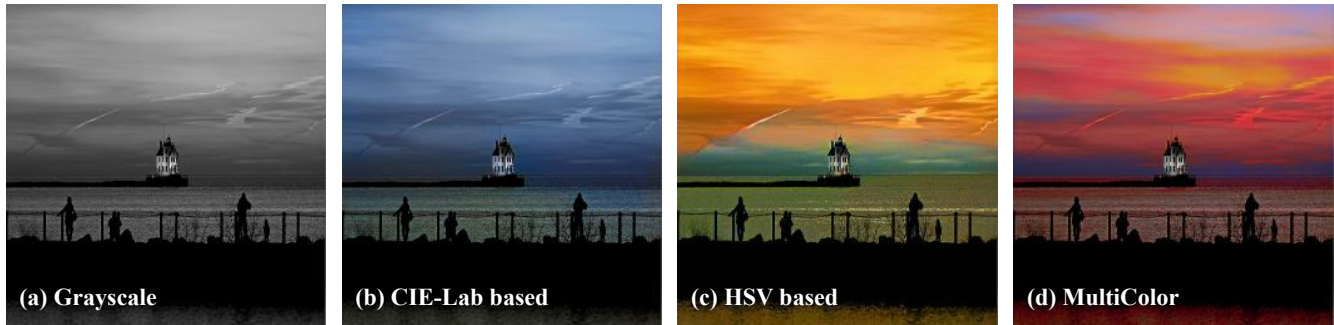 (a) Grayscale
(b) CIE-Lab based
(c) HSV based
(d) MultiColor